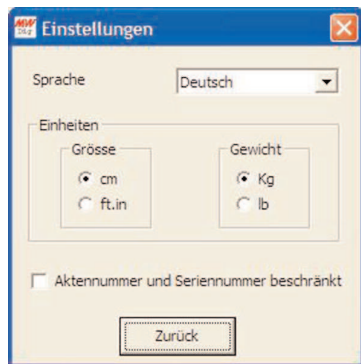 Einstellungen
Sprache Deutsch
Einheiten
Grösse Gewicht
cm Kg
ft.in lb
Aktennummer und Seriennummer beschränkt
Zurück